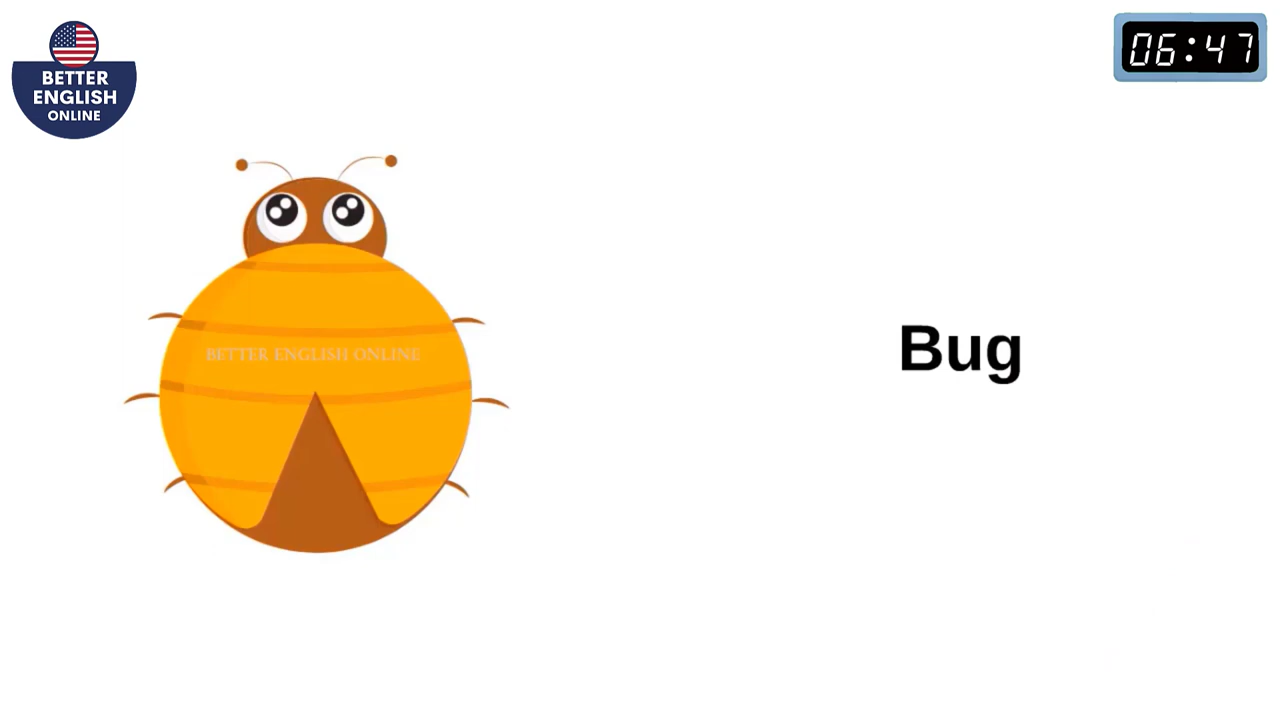 BETTER
ENGLISH
ONLINE
06:47
BETTER ENGLISH ONLINE
Bug